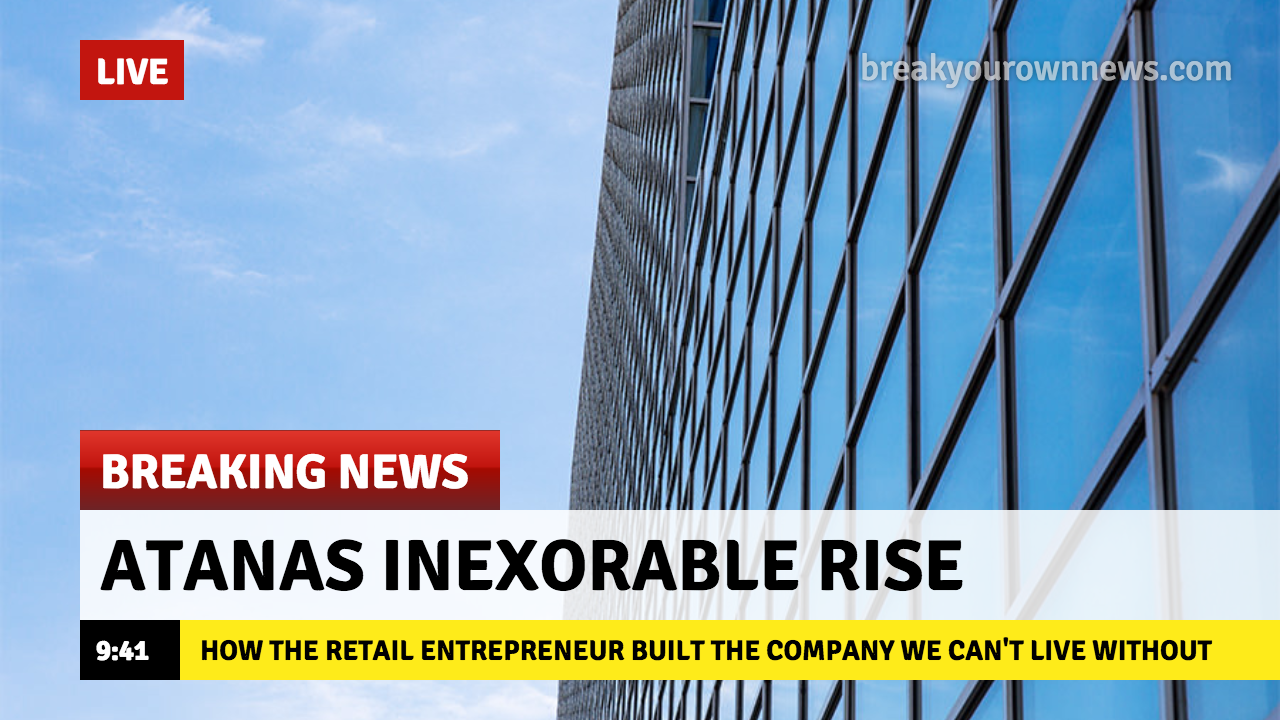 LIVE
breakyourownnews.com
BREAKING NEWS
ATANAS INEXORABLE RISE
9:41
HOW THE RETAIL ENTREPRENEUR BUILT THE COMPANY WE CAN'T LIVE WITHOUT